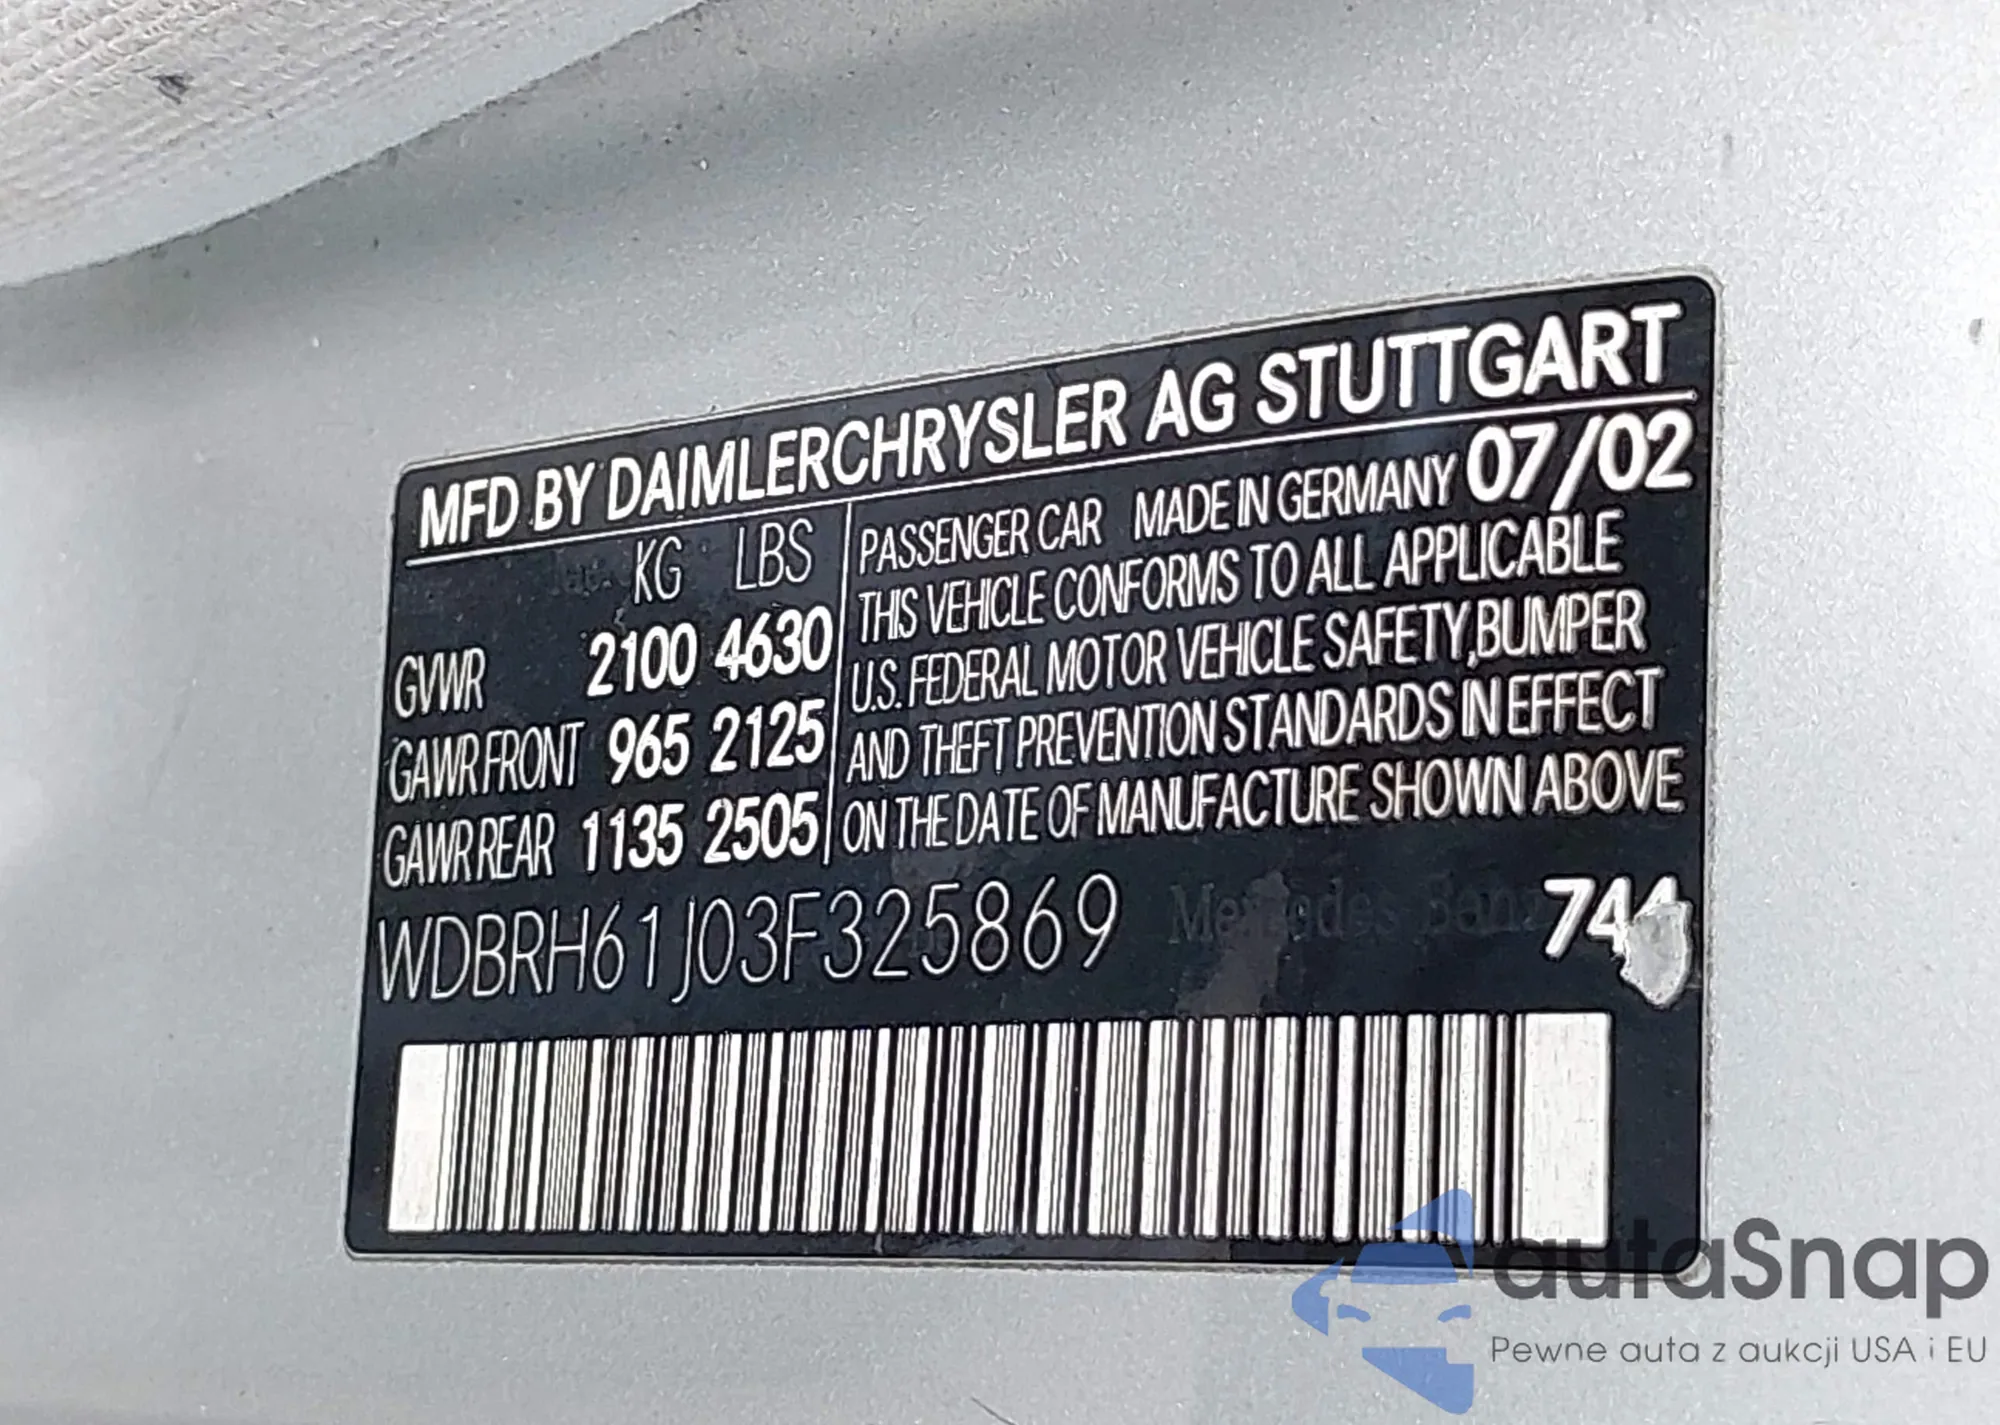 MFD BY DAIMLERCHRYSLER AG STUTTGART
KG LBS
GVWR 2100 4630
GAWR FRONT 965 2125
GAWR REAR 1135 2505
PASSENGER CAR MADE IN GERMANY 07/02
THIS VEHICLE CONFORMS TO ALL APPLICABLE
U.S. FEDERAL MOTOR VEHICLE SAFETY, BUMPER
AND THEFT PREVENTION STANDARDS IN EFFECT
ON THE DATE OF MANUFACTURE SHOWN ABOVE
WDBRH61J03F325869 Mercedes Benz
autaSnap
Pewne auta z aukcji USA i EU